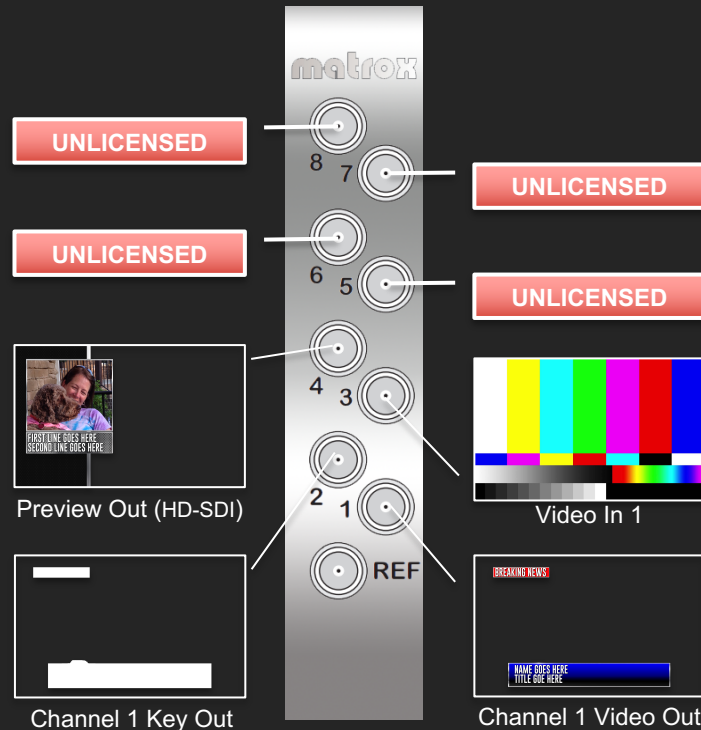 matrox
UNLICENSED
8
7
UNLICENSED
UNLICENSED
6
5
UNLICENSED
4
3
FIRST LINE GOES HERE
SECOND LINE GOES HERE
Preview Out (HD-SDI)
Video In 1
2
1
REF
BREAKING NEWS
NAME GOES HERE
TITLE GOE HERE
Channel 1 Key Out
Channel 1 Video Out